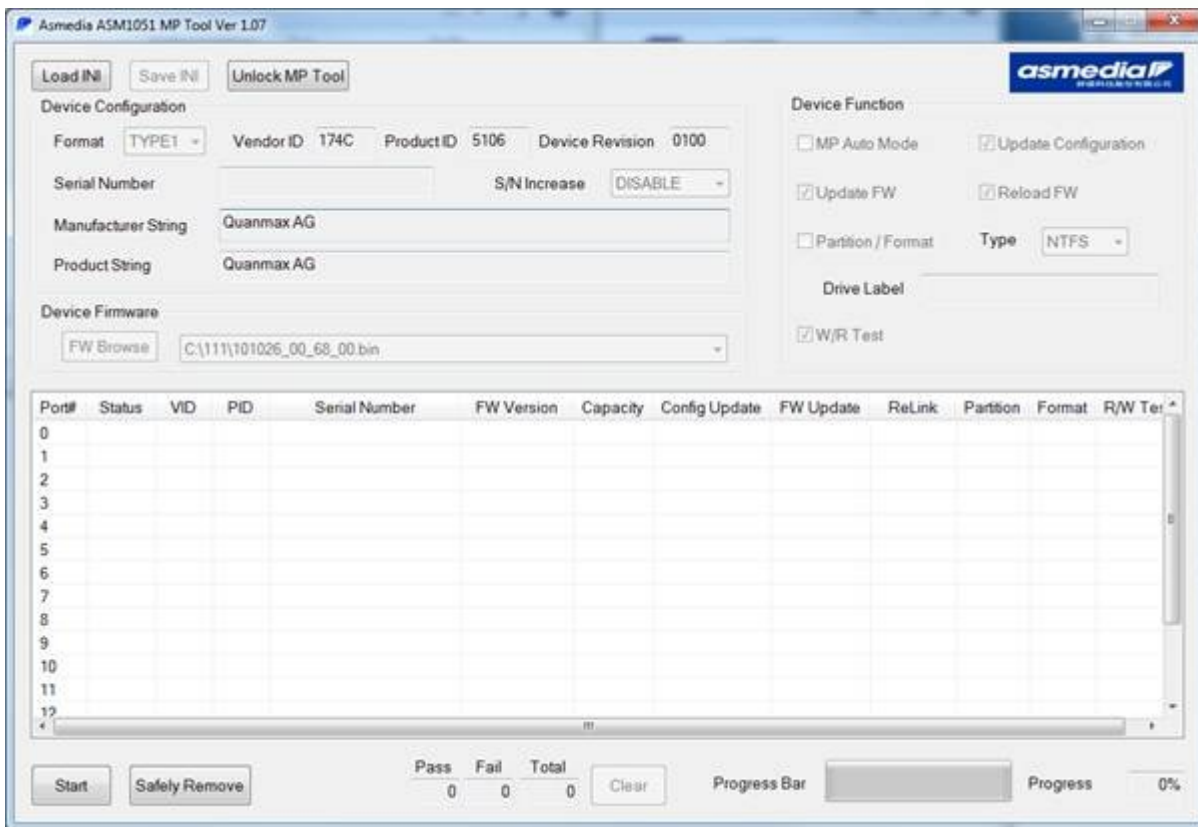 Asmedia ASM1051 MP Tool Ver 1.07
Load INI Save INI Unlock MP Tool
asmedia
Device Configuration
Format TYPE1 Vendor ID 174C Product ID 5106 Device Revision 0100
Serial Number S/N Increase DISABLE
Manufacturer String Quanmax AG
Product String Quanmax AG
Device Firmware
FW Browse C:\111\101026_00_68_00.bin
Device Function
MP Auto Mode Update Configuration
Update FW Reload FW
Partition / Format Type NTFS
Drive Label
W/R Test
Port# Status VID PID Serial Number FW Version Capacity Config Update FW Update ReLink Partition Format R/W Tes
0
1
2
3
4
5
6
7
8
9
10
11
12
Start Safely Remove
Pass Fail Total
0 0 0
Clear
Progress Bar Progress 0%